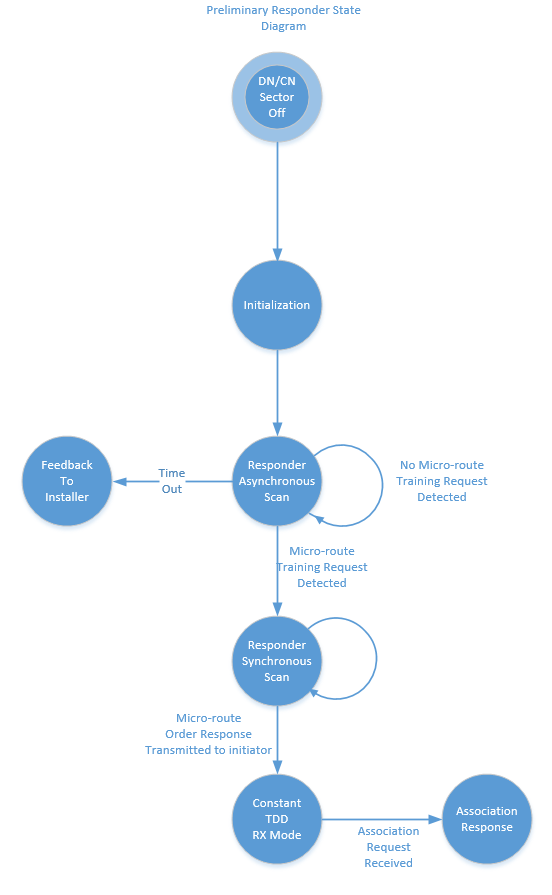 Preliminary Responder State
Diagram
DN/CN
Sector
Off
Initialization
Feedback
To
Installer
Time
Out
Responder
Asynchronous
Scan
No Micro-route
Training Request
Detected
Micro-route
Training Request
Detected
Responder
Synchronous
Scan
Micro-route
Order Response
Transmitted to initiator
Constant
TDD
RX Mode
Association
Request
Received
Association
Response